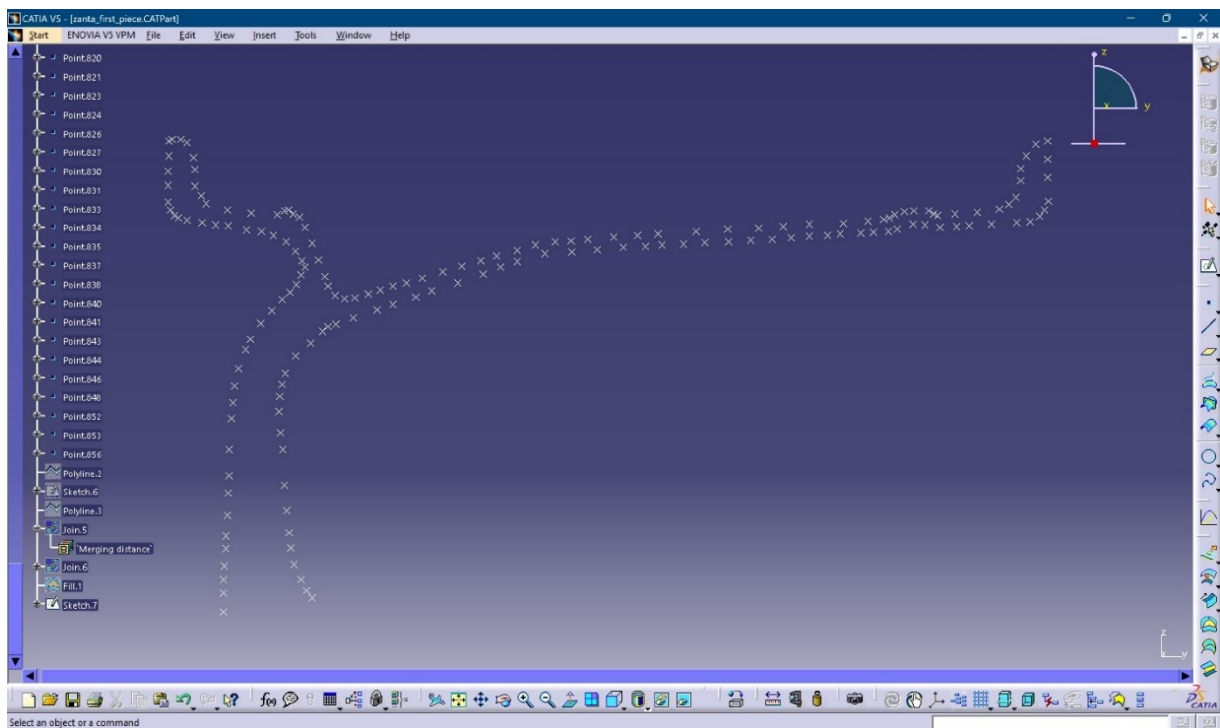 CATIA V5 - [zanta_first_piece.CATPart]
Start ENOVIA V5 VPM File Edit View Insert Tools Window Help
Point.820
Point.821
Point.823
Point.824
Point.826
Point.827
Point.830
Point.831
Point.833
Point.834
Point.835
Point.837
Point.838
Point.840
Point.841
Point.843
Point.844
Point.846
Point.848
Point.852
Point.853
Point.856
Polyline.2
Sketch.6
Polyline.3
Join.5
`Merging distance`
Join.6
Fill.1
Sketch.7
z
x
y
z
x y
f(x)
CATIA
Select an object or a command